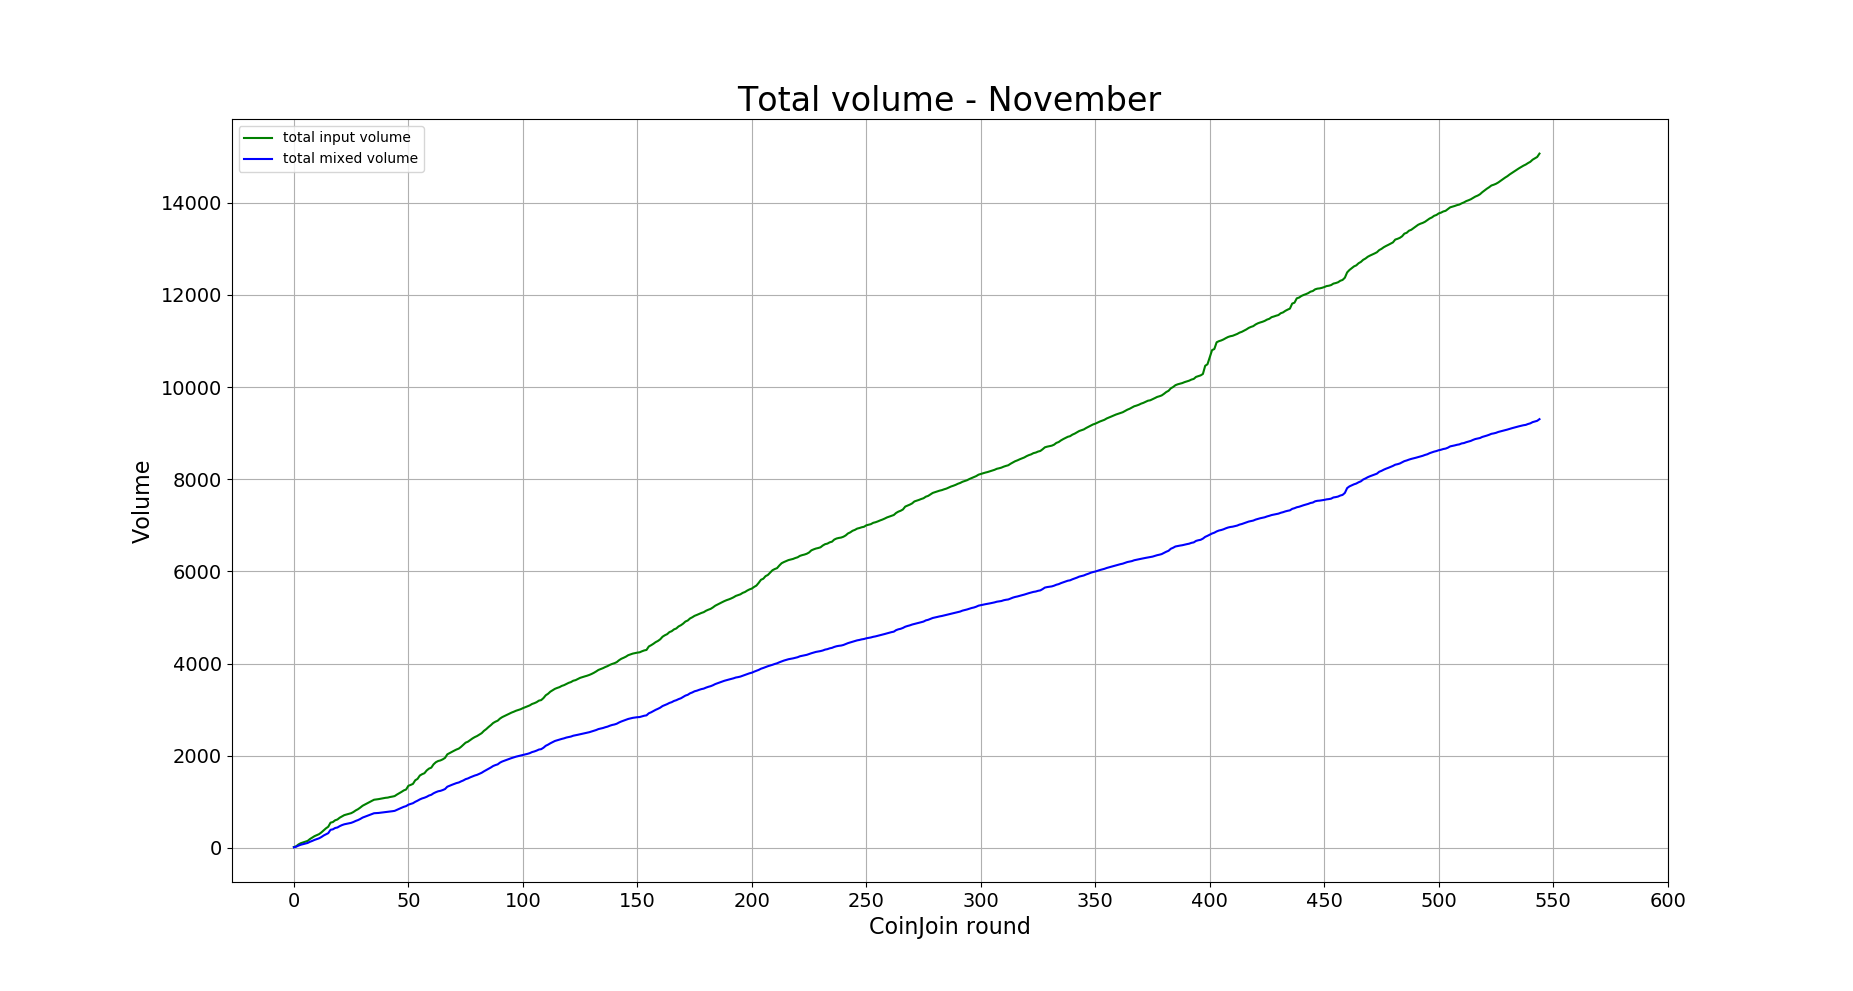 Total volume - November
total input volume
total mixed volume
14000
12000
10000
8000
6000
4000
2000
0
Volume
0 50 100 150 200 250 300 350 400 450 500 550 600
CoinJoin round